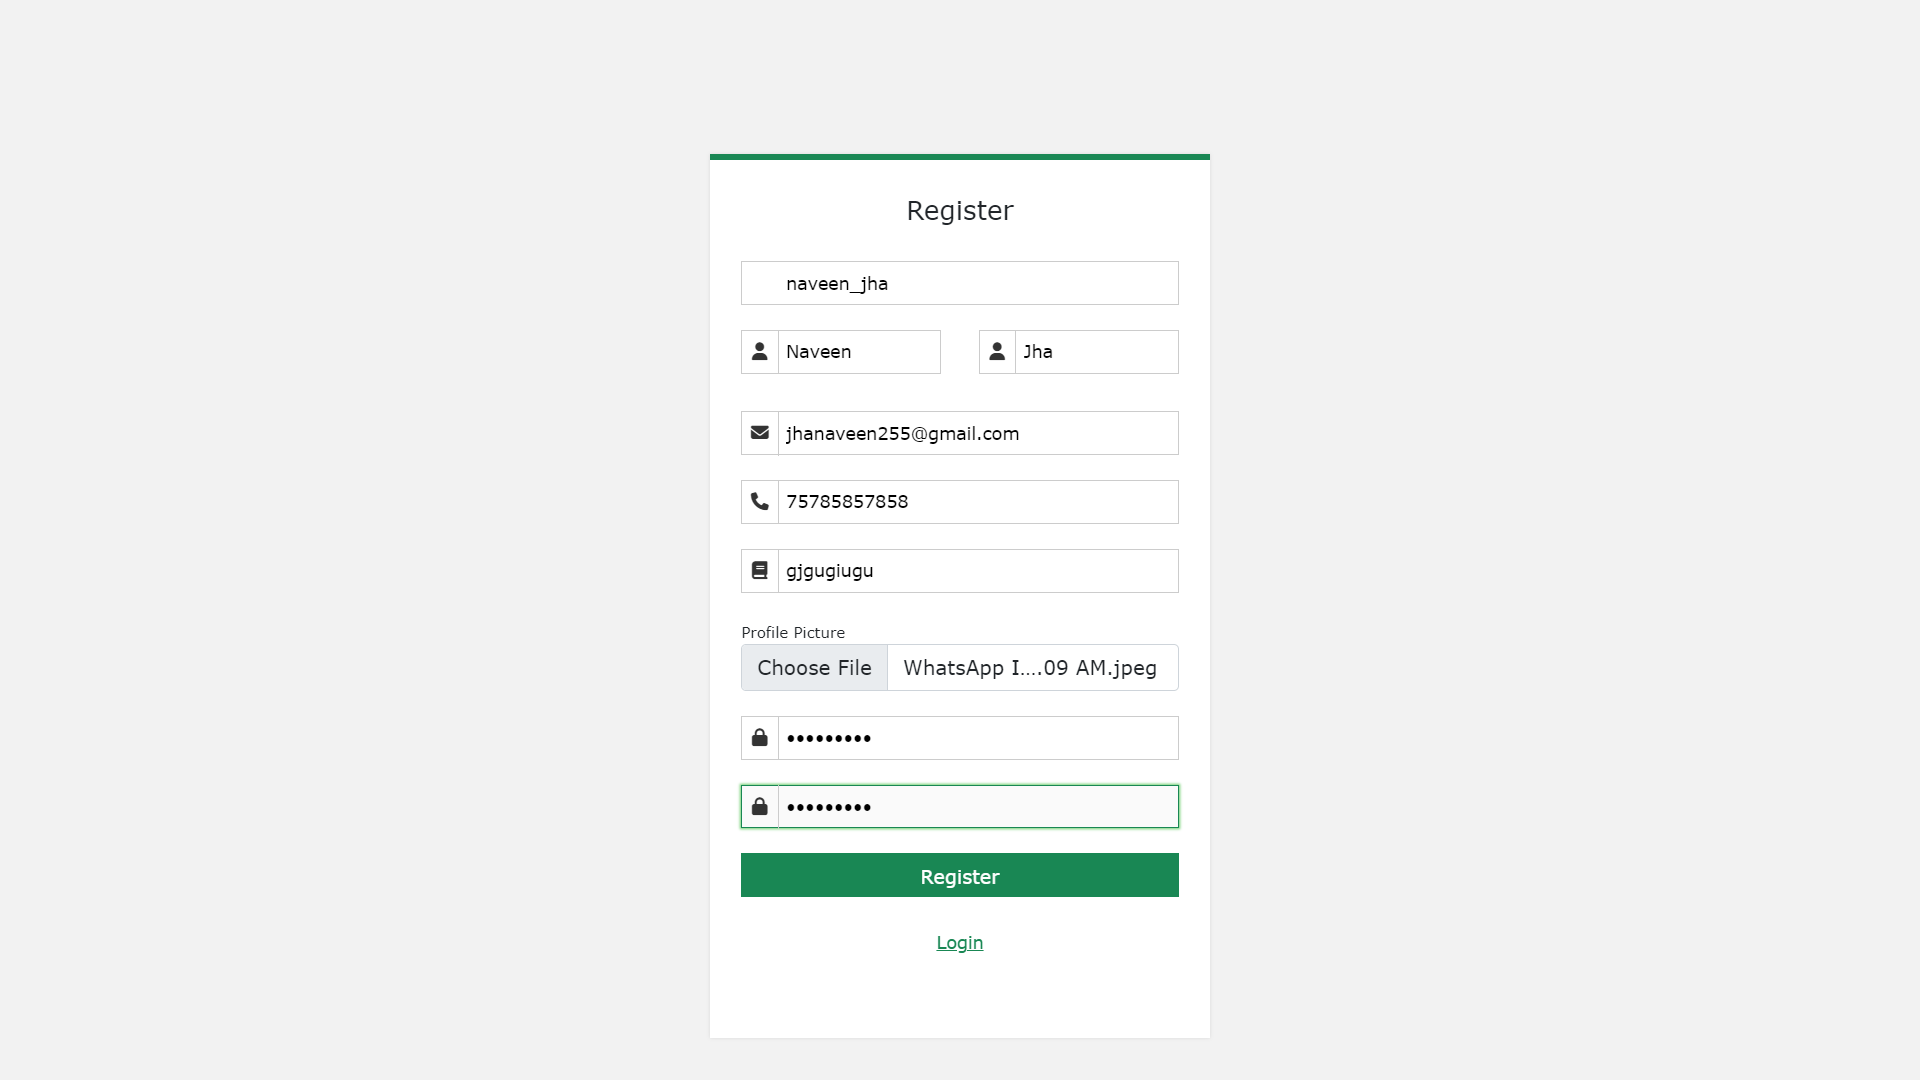 Register
naveen_jha
Naveen Jha
jhanaveen255@gmail.com
75785857858
gjgugiugu
Profile Picture
Choose File WhatsApp I....09 AM.jpeg
•••••••••
•••••••••
Register
Login